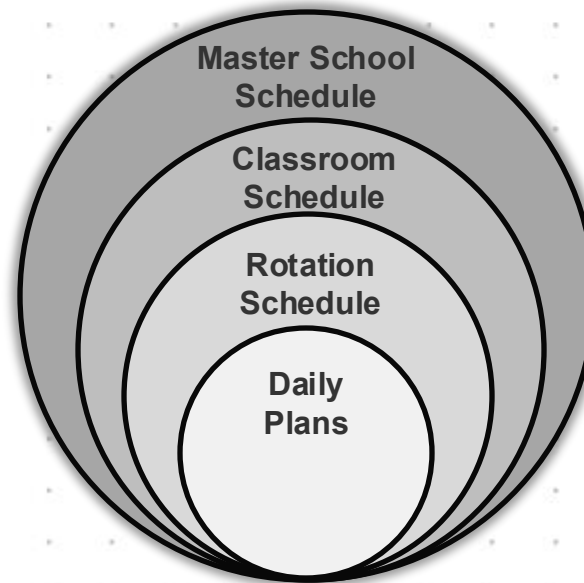 Master School
Schedule
Classroom
Schedule
Rotation
Schedule
Daily
Plans